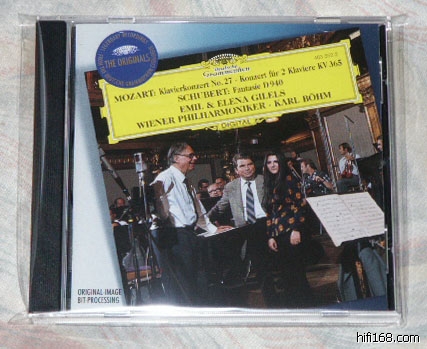 THE ORIGINALS
Deutsche
Grammophon
MOZART: Klavierkonzert No. 27 · Konzert für 2 Klaviere KV 365
SCHUBERT: Fantasie D 940
EMIL & ELENA GILELS
WIENER PHILHARMONIKER · KARL BÖHM
DIGITAL
ORIGINAL-IMAGE
BIT-PROCESSING
hifi168.com